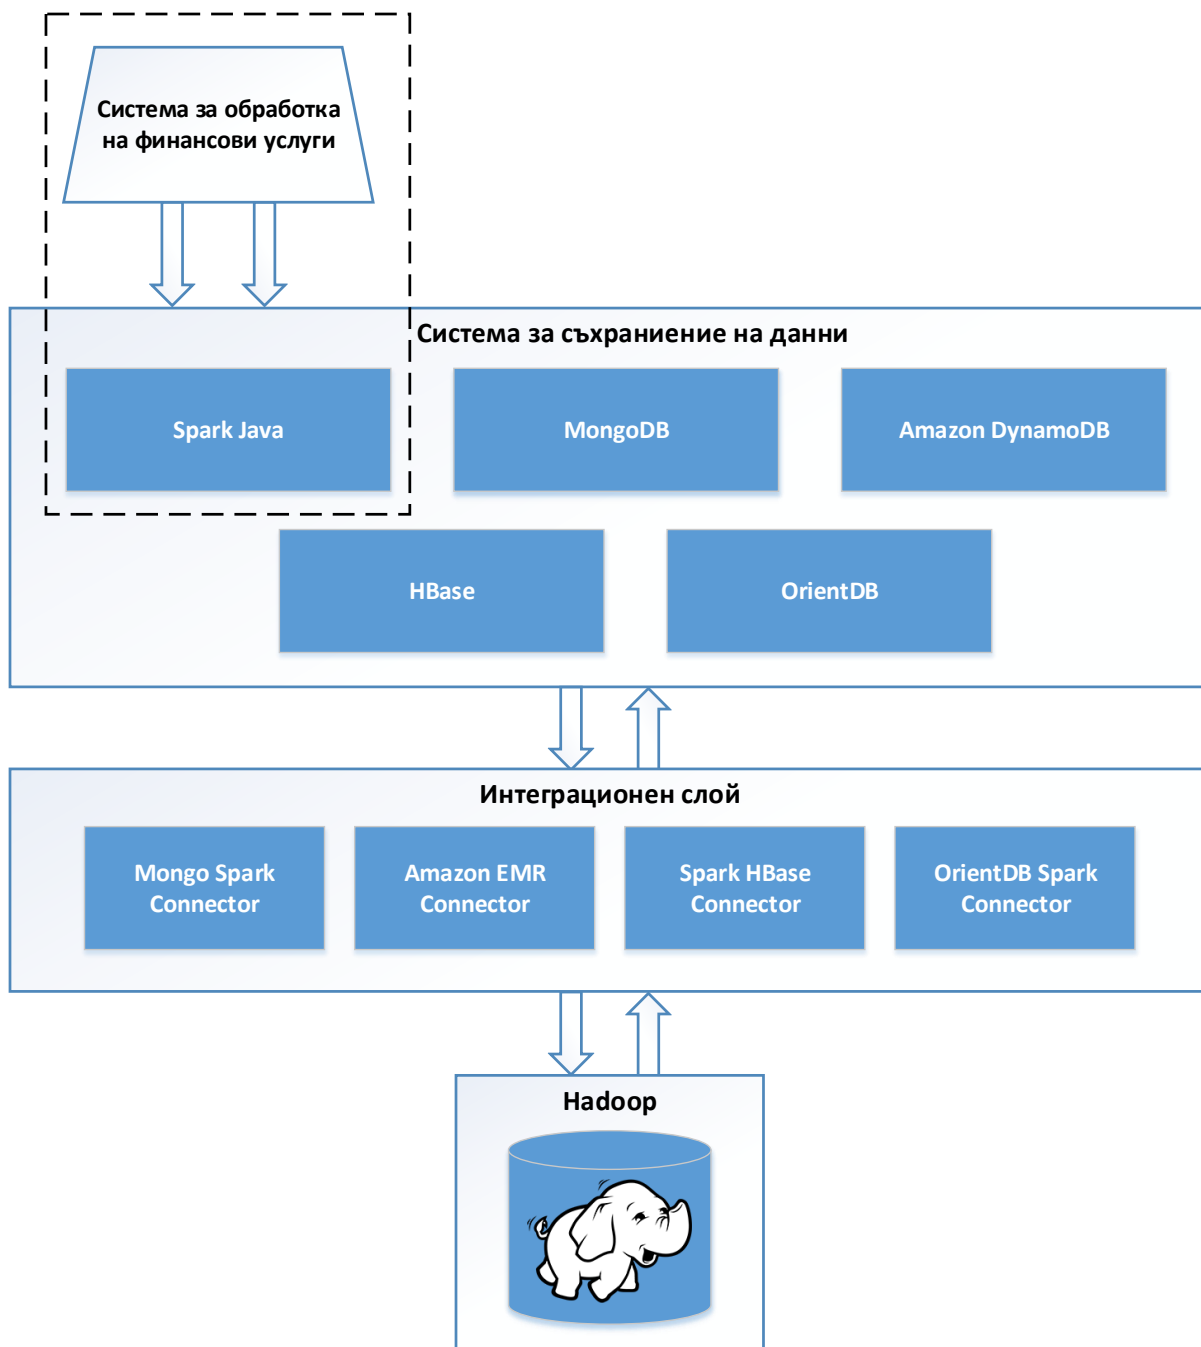 Система за обработка
на финансови услуги
Система за съхраниение на данни
Spark Java
MongoDB
Amazon DynamoDB
HBase
OrientDB
Интеграционен слой
Mongo Spark
Connector
Amazon EMR
Connector
Spark HBase
Connector
OrientDB Spark
Connector
Hadoop